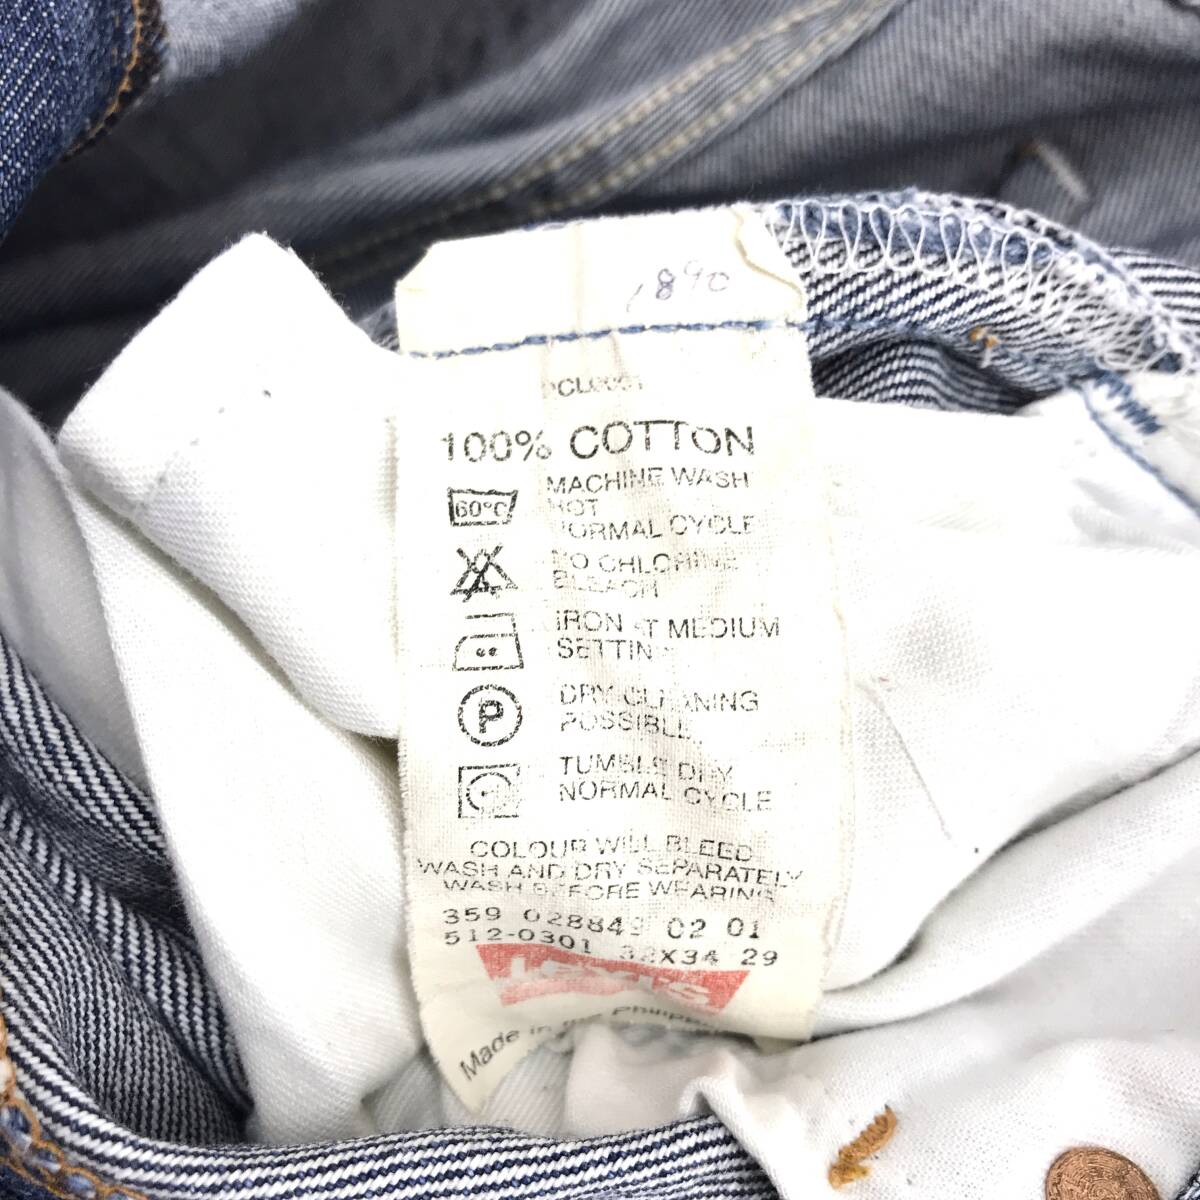 1890
100% COTTON
60°C
MACHINE WASH
HOT
NORMAL CYCLE
NO CHLORINE
BLEACH
IRON AT MEDIUM
SETTING
P
DRY CLEANING
POSSIBLE
TUMBLE DRY
NORMAL CYCLE
COLOUR WILL BLEED
WASH AND DRY SEPARATELY
WASH BEFORE WEARING
359 028849 02 01
512-0301 32X34 29
LEVI'S
Made in the Philippines